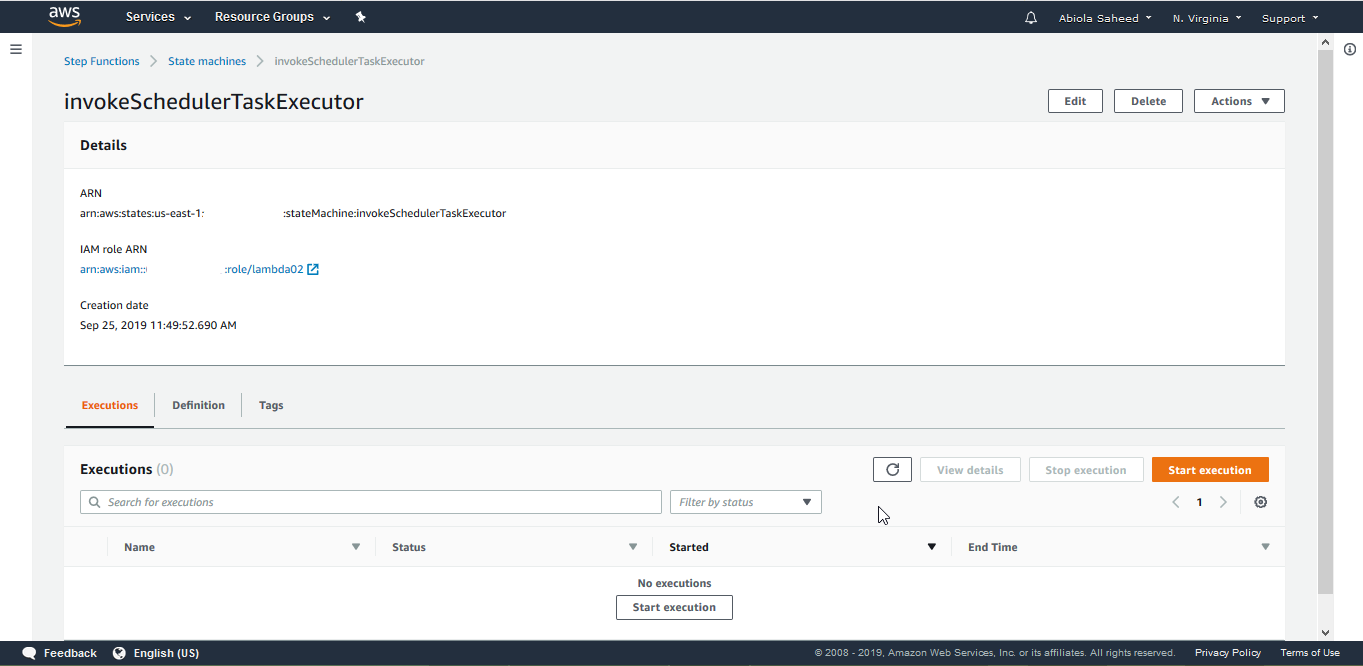 aws Services Resource Groups Abiola Saheed N. Virginia Support
Step Functions State machines invokeSchedulerTaskExecutor
invokeSchedulerTaskExecutor Edit Delete Actions
Details
ARN
arn:aws:states:us-east-1: :stateMachine:invokeSchedulerTaskExecutor
IAM role ARN
arn:aws:iam:: :role/lambda02
Creation date
Sep 25, 2019 11:49:52.690 AM
Executions Definition Tags
Executions (0) View details Stop execution Start execution
Search for executions Filter by status 1
Name Status Started End Time
No executions
Start execution
Feedback English (US) © 2008 - 2019, Amazon Web Services, Inc. or its affiliates. All rights reserved. Privacy Policy Terms of Use